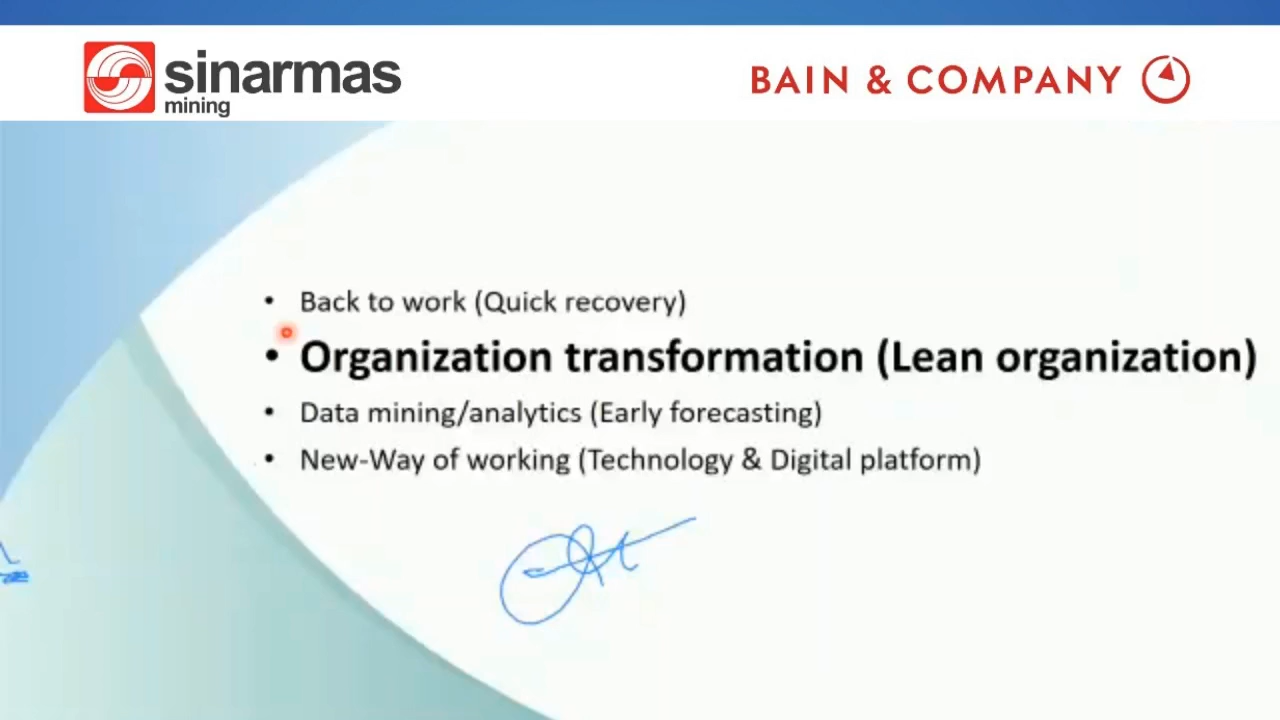 sinarmas
mining
BAIN & COMPANY
• Back to work (Quick recovery)
• Organization transformation (Lean organization)
• Data mining/analytics (Early forecasting)
• New-Way of working (Technology & Digital platform)